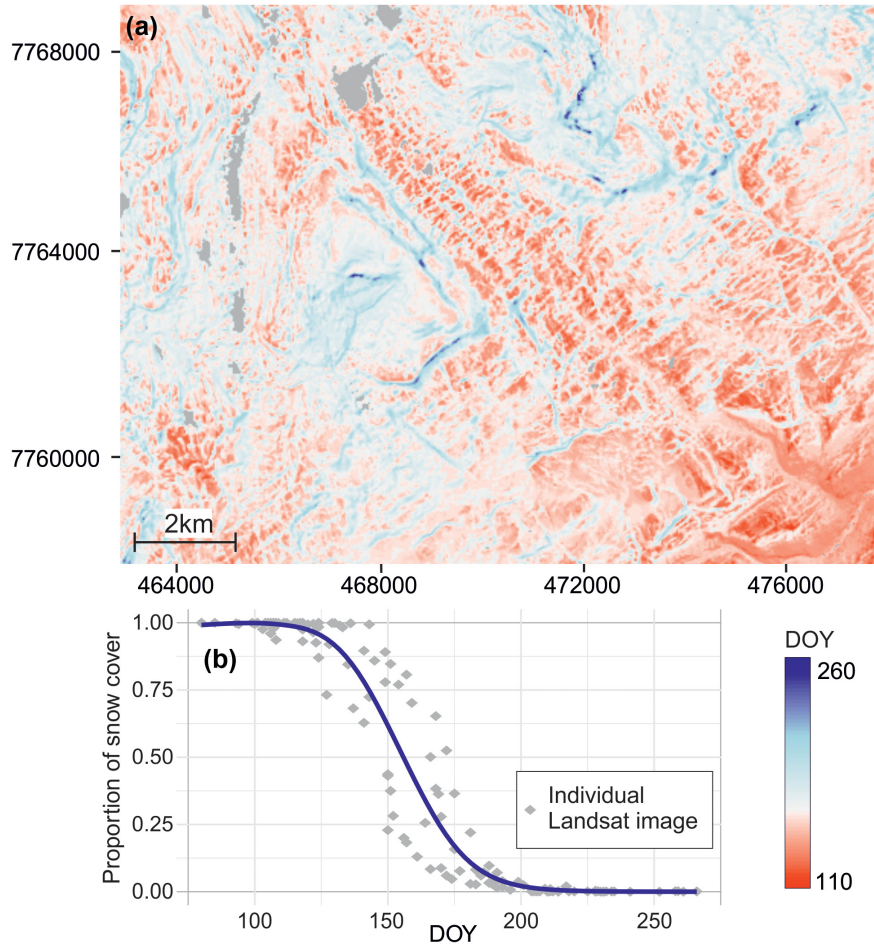 (a)
7768000
7764000
7760000
2km
464000
468000
472000
476000
1.00
(b)
0.75
0.50
0.25
0.00
Proportion of snow cover
Individual
Landsat image
100
150
200
250
DOY
DOY
260
110